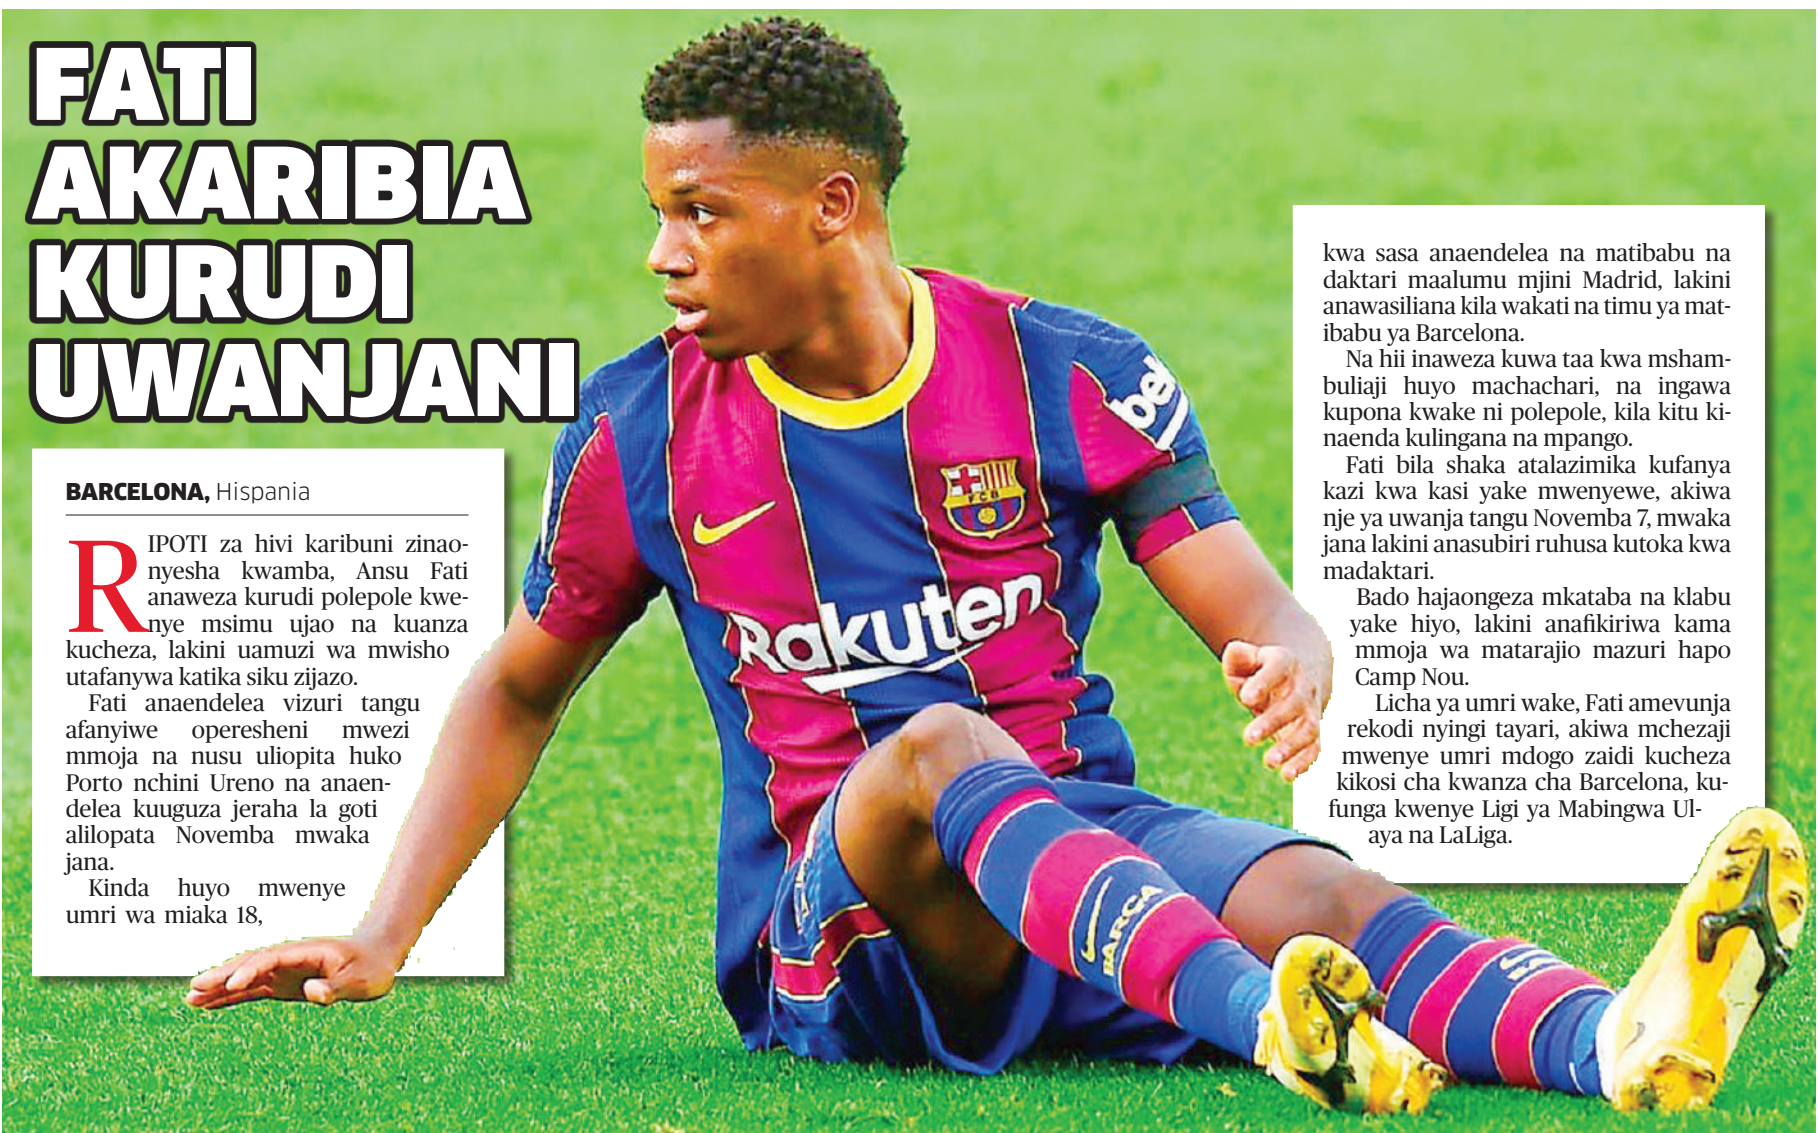 FATI
AKARIBIA
KURUDI
UWANJANI
BARCELONA, Hispania
RIPOTI za hivi karibuni zinao-
nyesha kwamba, Ansu Fati
anaweza kurudi polepole kwe-
nye msimu ujao na kuanza
kucheza, lakini uamuzi wa mwisho
utafanywa katika siku zijazo.
Fati anaendelea vizuri tangu
afanyiwe operesheni mwezi
mmoja na nusu uliopita huko
Porto nchini Ureno na anaen-
delea kuuguza jeraha la goti
alilopata Novemba mwaka
jana.
Kinda huyo mwenye
umri wa miaka 18,
kwa sasa anaendelea na matibabu na
daktari maalumu mjini Madrid, lakini
anawasiliana kila wakati na timu ya mat-
ibabu ya Barcelona.
Na hii inaweza kuwa taa kwa msham-
buliaji huyo machachari, na ingawa
kupona kwake ni polepole, kila kitu ki-
naenda kulingana na mpango.
Fati bila shaka atalazimika kufanya
kazi kwa kasi yake mwenyewe, akiwa
nje ya uwanja tangu Novemba 7, mwaka
jana lakini anasubiri ruhusa kutoka kwa
madaktari.
Bado hajaongeza mkataba na klabu
yake hiyo, lakini anafikiriwa kama
mmoja wa matarajio mazuri hapo
Camp Nou.
Licha ya umri wake, Fati amevunja
rekodi nyingi tayari, akiwa mchezaji
mwenye umri mdogo zaidi kucheza
kikosi cha kwanza cha Barcelona, ku-
funga kwenye Ligi ya Mabingwa Ul-
aya na LaLiga.
bek
FCB
Rakuten
BARÇA